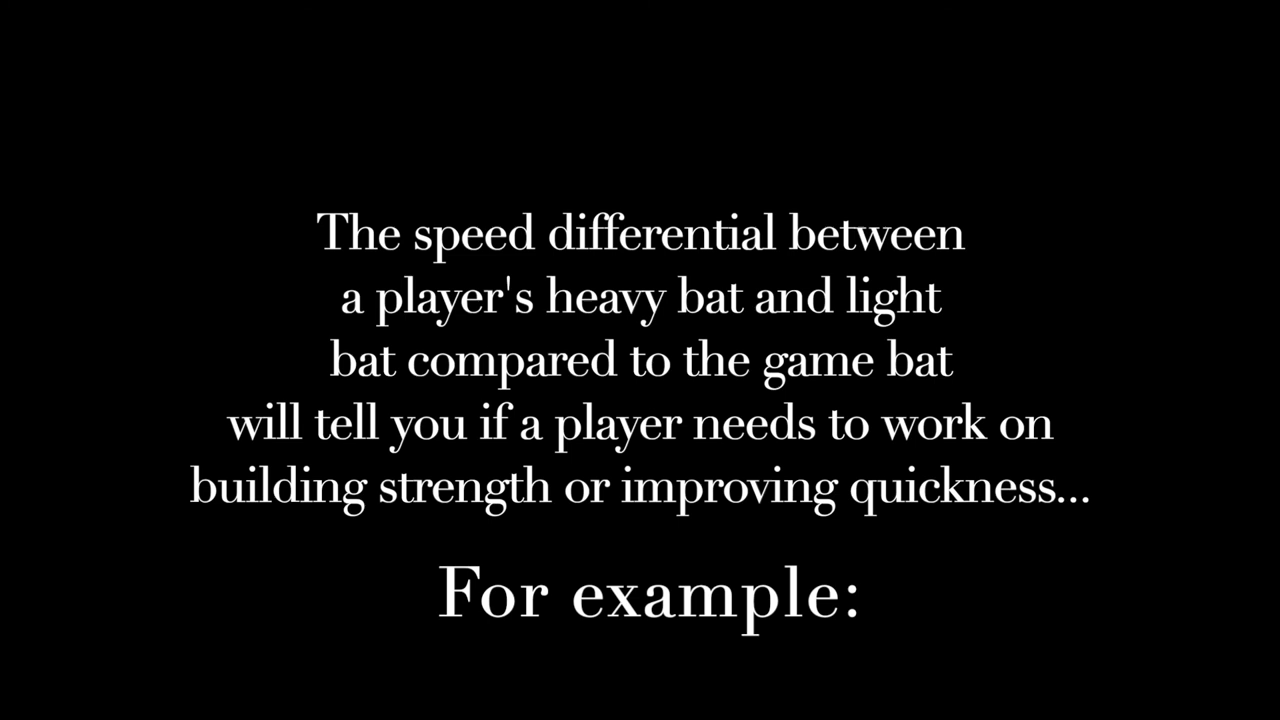 The speed differential between
a player's heavy bat and light
bat compared to the game bat
will tell you if a player needs to work on
building strength or improving quickness...
For example: